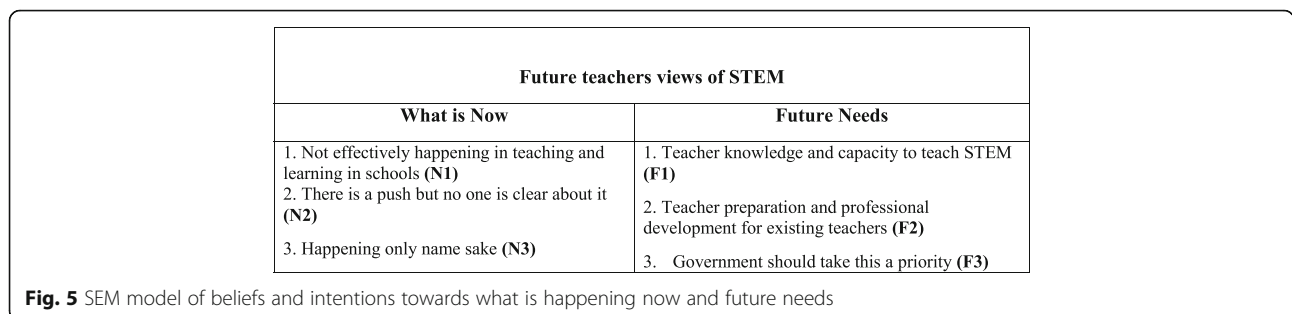 Future teachers views of STEM
What is Now
Future Needs
1. Not effectively happening in teaching and
learning in schools (N1)
2. There is a push but no one is clear about it
(N2)
3. Happening only name sake (N3)
1. Teacher knowledge and capacity to teach STEM
(F1)
2. Teacher preparation and professional
development for existing teachers (F2)
3. Government should take this a priority (F3)
Fig. 5 SEM model of beliefs and intentions towards what is happening now and future needs